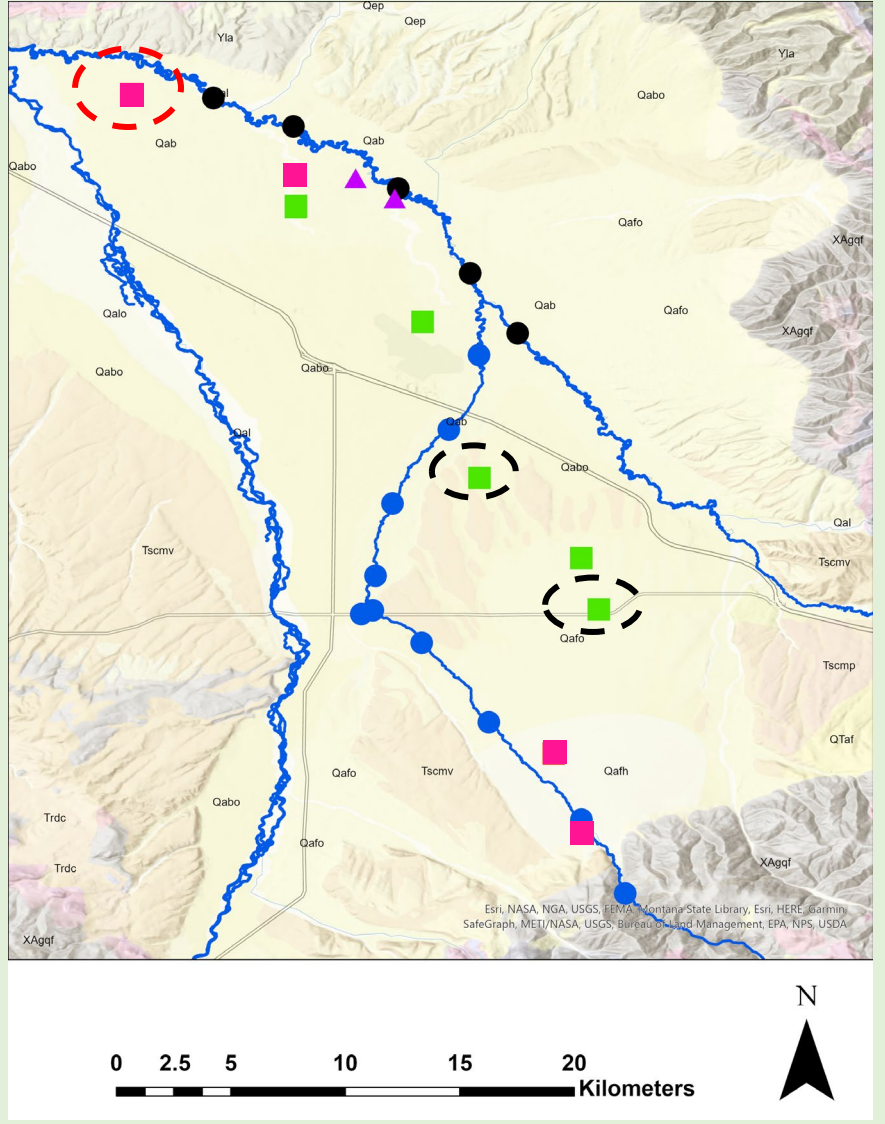 Qep
Qep
Yla
Yla
Qabo
Qab
Qab
Qabo
Qafo
XAgqf
Qab
Qafo
Qalo
XAgqf
Qabo
Qabo
Qab
Qal
Qabo
Qal
Tscmv
Tscmv
Qafo
Tscmp
QTaf
Qafo
Tscmv
Qafh
Qabo
Trdc
Qafo
XAgqf
Trdc
Esri, NASA, NGA, USGS, FEMA, Montana State Library, Esri, HERE, Garmin,
SafeGraph, METI/NASA, USGS, Bureau of Land Management, EPA, NPS, USDA
XAgqf
N
0 2.5 5 10 15 20
Kilometers